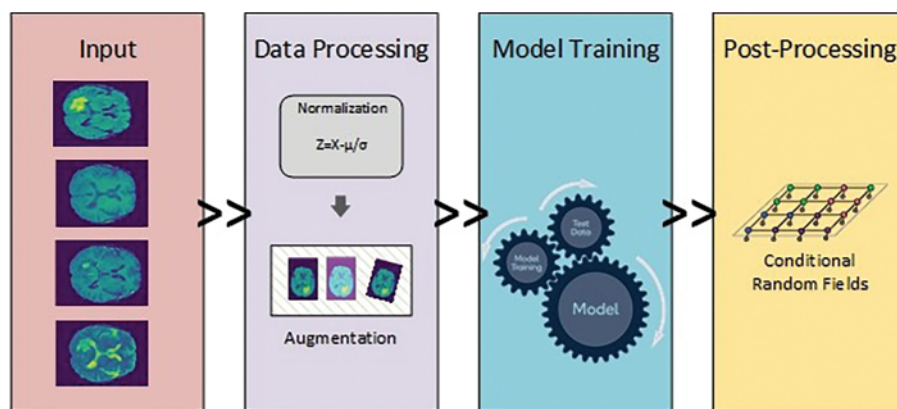 Input
>>
Data Processing
Normalization
Z=X-μ/σ
Augmentation
>>
Model Training
Test
Data
Model
Training
Model
>>
Post-Processing
Conditional
Random Fields